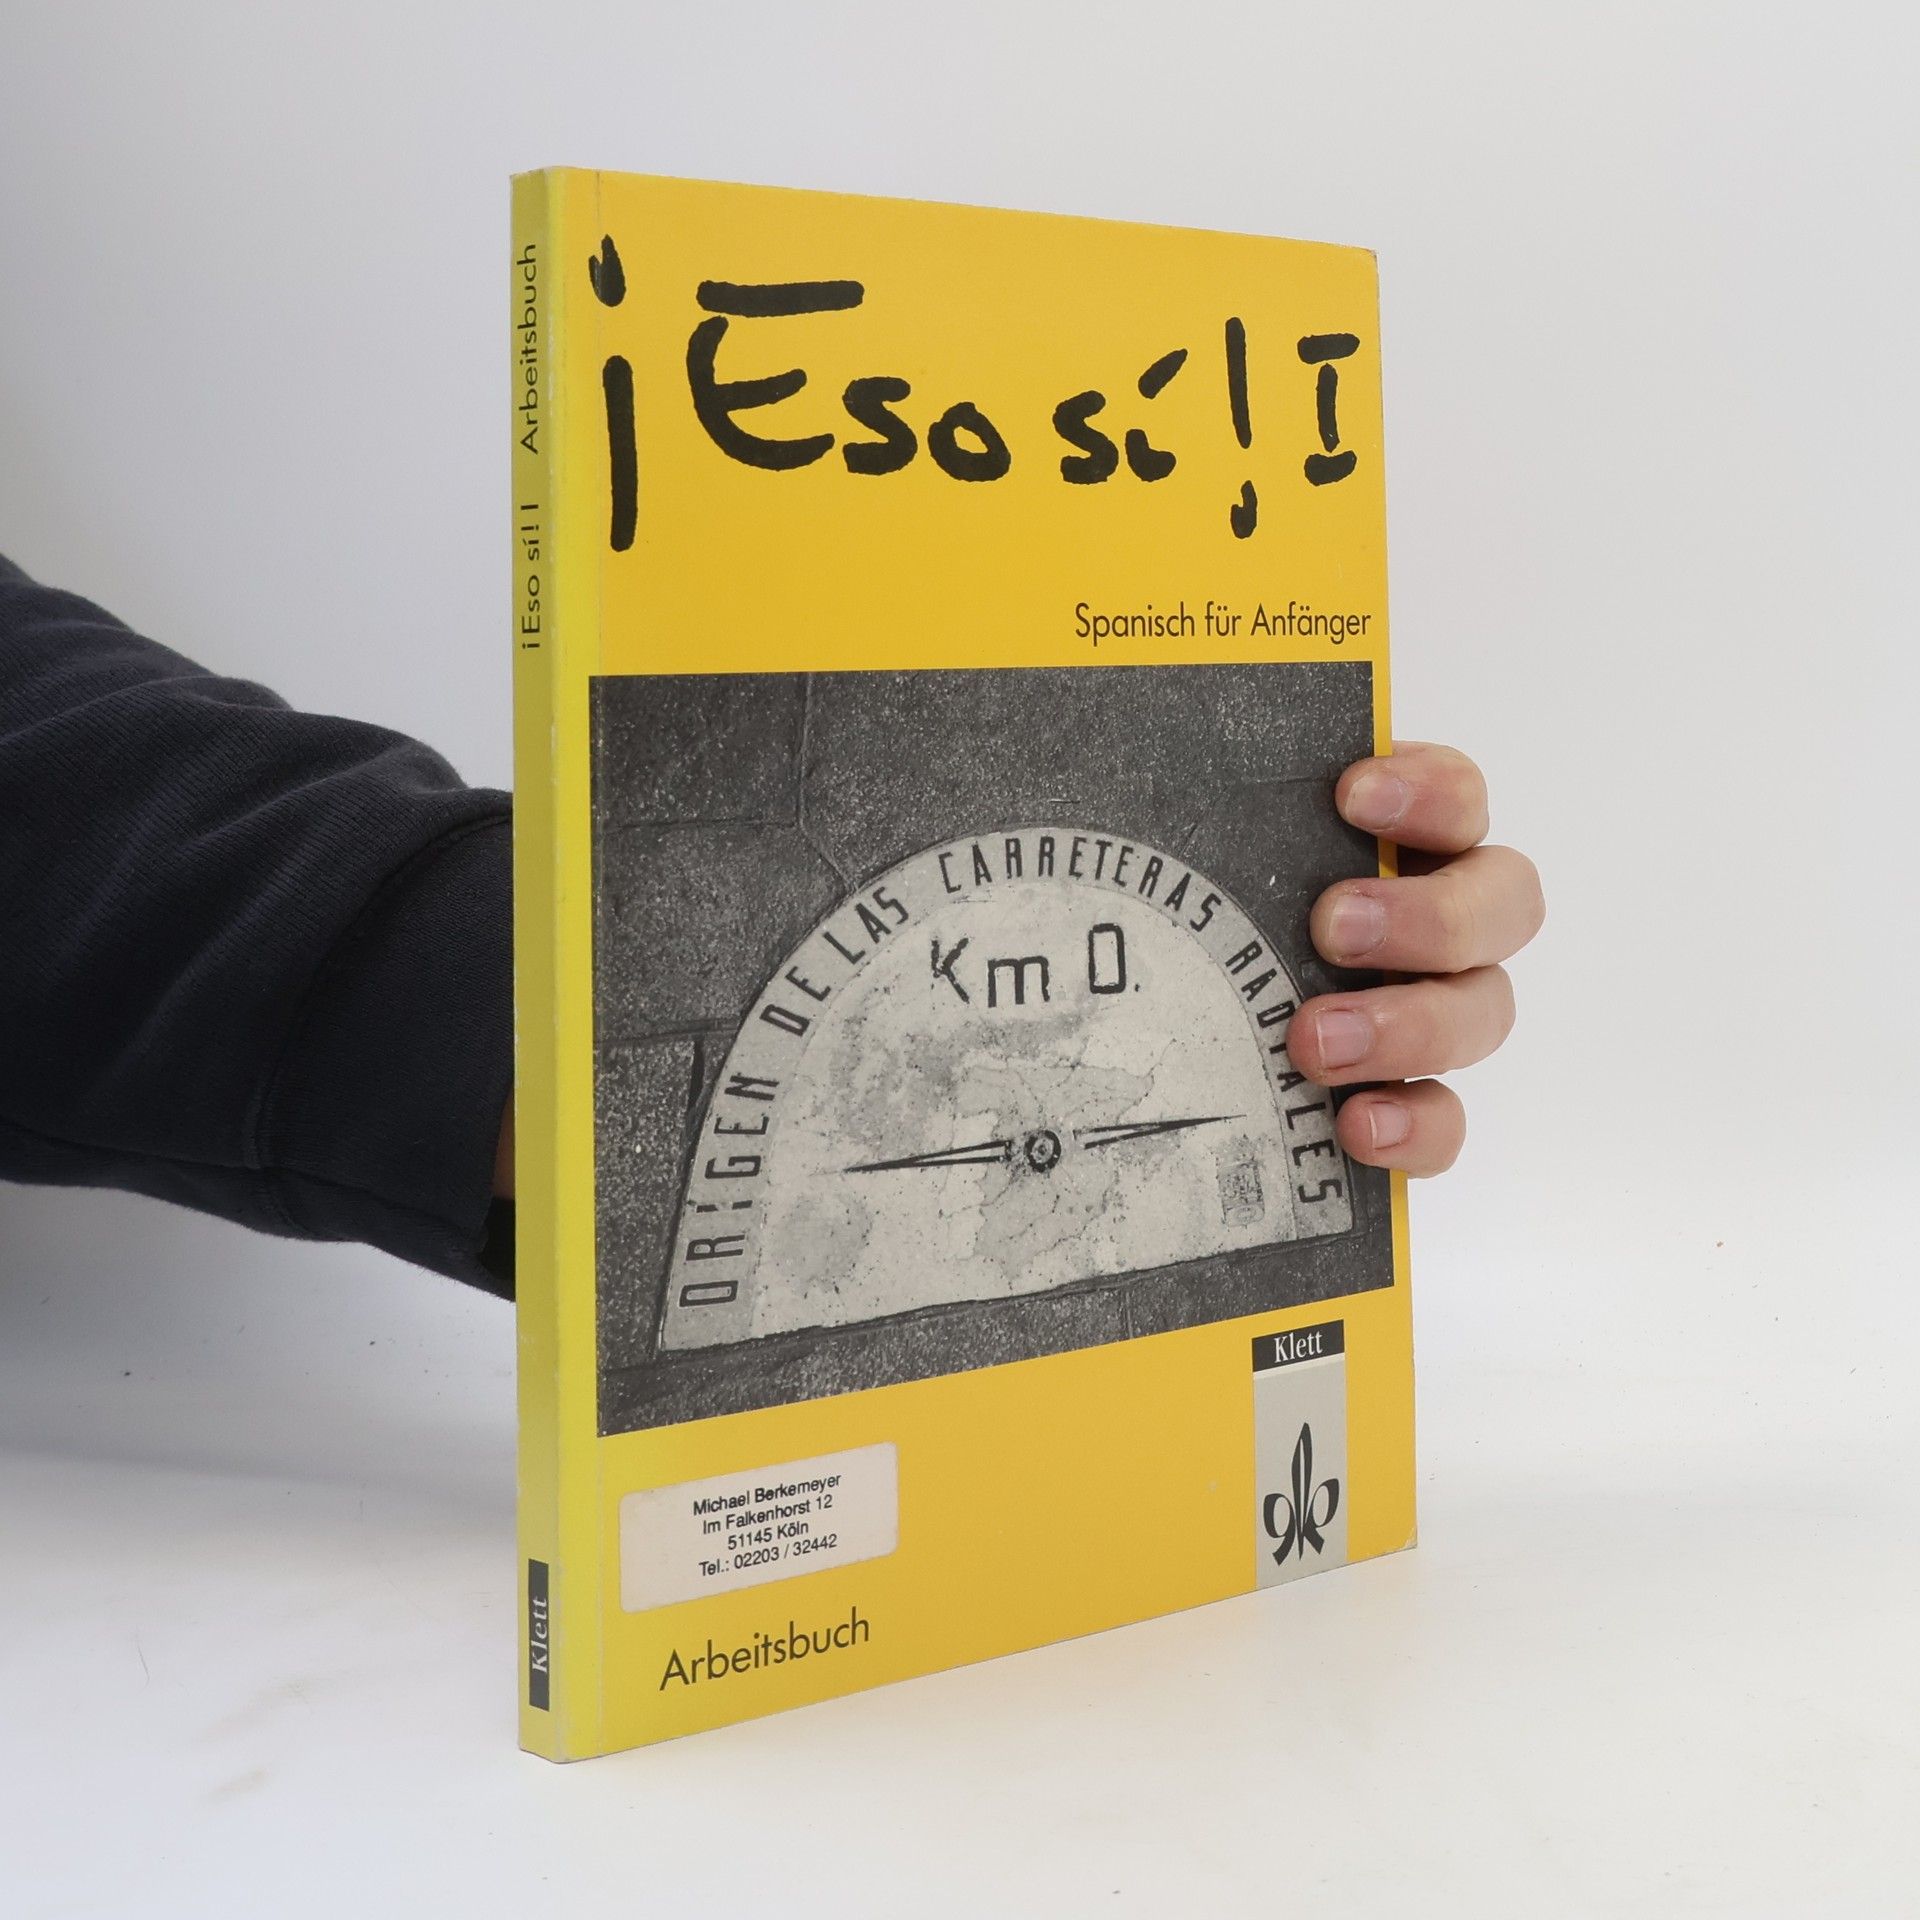 ¡Eso sí! I Arbeitsbuch
Klett
¡Eso sí! I
Spanisch für Anfänger
ORIGEN DE LAS CARRETERAS RADIALES
Km 0.
Klett
Michael Berkemeyer
Im Falkenhorst 12
51145 Köln
Tel.: 02203 / 32442
Arbeitsbuch